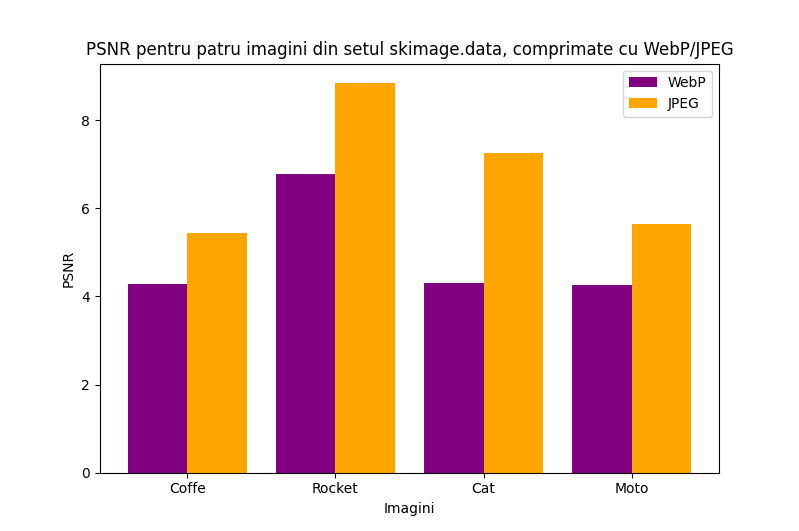 PSNR pentru patru imagini din setul skimage.data, comprimate cu WebP/JPEG
WebP
JPEG
PSNR
8
6
4
2
0
Coffe Rocket Cat Moto
Imagini